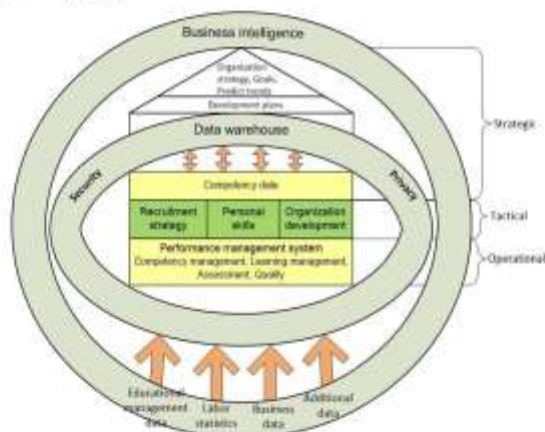 Business intelligence
Organization
strategy, Goals,
Predict trends
Development plans
Data warehouse
Security
Privacy
Competency data
Recruitment
strategy
Personal
skills
Organization
development
Performance management system
Competency management, Learning management,
Assessment, Quality
Strategic
Tactical
Operational
Educational
management
data
Labor
statistics
Business
data
Additional
data